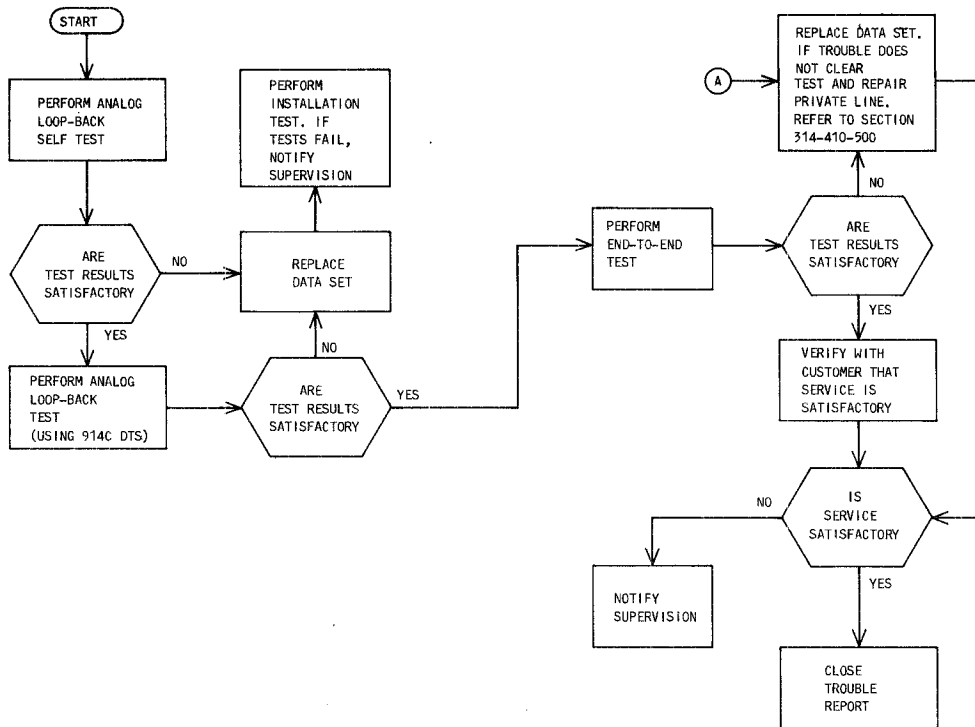 START
PERFORM ANALOG
LOOP-BACK
SELF TEST
ARE
TEST RESULTS
SATISFACTORY
NO
YES
PERFORM ANALOG
LOOP-BACK
TEST
(USING 914C DTS)
PERFORM
INSTALLATION
TEST. IF
TESTS FAIL,
NOTIFY
SUPERVISION
REPLACE
DATA SET
NO
ARE
TEST RESULTS
SATISFACTORY
YES
PERFORM
END-TO-END
TEST
A
REPLACE DATA SET.
IF TROUBLE DOES
NOT CLEAR
TEST AND REPAIR
PRIVATE LINE.
REFER TO SECTION
314-410-500
NO
ARE
TEST RESULTS
SATISFACTORY
YES
VERIFY WITH
CUSTOMER THAT
SERVICE IS
SATISFACTORY
IS
SERVICE
SATISFACTORY
NO
NOTIFY
SUPERVISION
YES
CLOSE
TROUBLE
REPORT